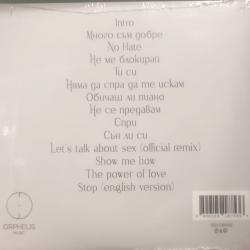 Intro
Много съм добре
No Hate
Не ме блокирай
Ти си
Няма да спра да те искам
Обичаш ли пиано
Не се предавам
Спри
Сън ли си
Let's talk about sex (official remix)
Show me how
The power of love
Stop (english version)
ORPHEUS
MUSIC